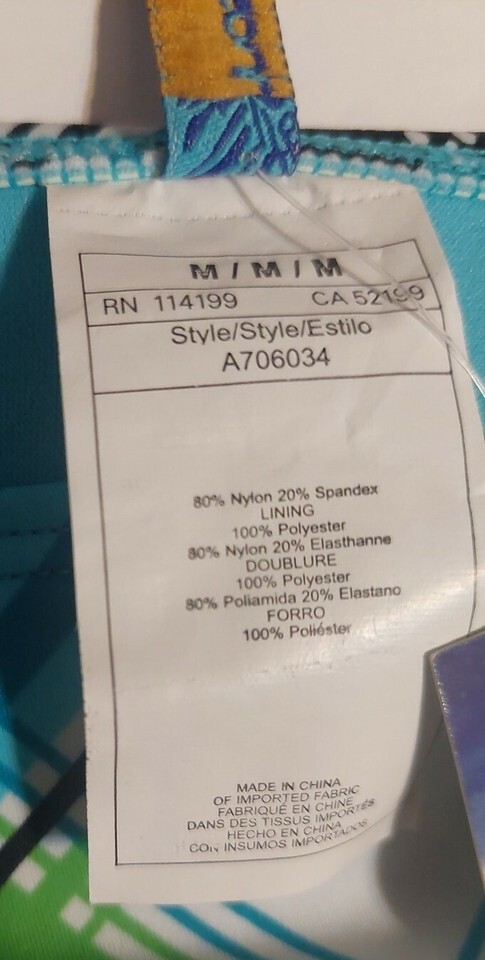 M / M / M
RN 114199 CA 52199
Style/Style/Estilo
A706034
80% Nylon 20% Spandex
LINING
100% Polyester
80% Nylon 20% Elasthanne
DOUBLURE
100% Polyester
80% Poliamida 20% Elastano
FORRO
100% Poliéster
MADE IN CHINA
OF IMPORTED FABRIC
FABRIQUÉ EN CHINE
DANS DES TISSUS IMPORTÉS
HECHO EN CHINA
CON INSUMOS IMPORTADOS